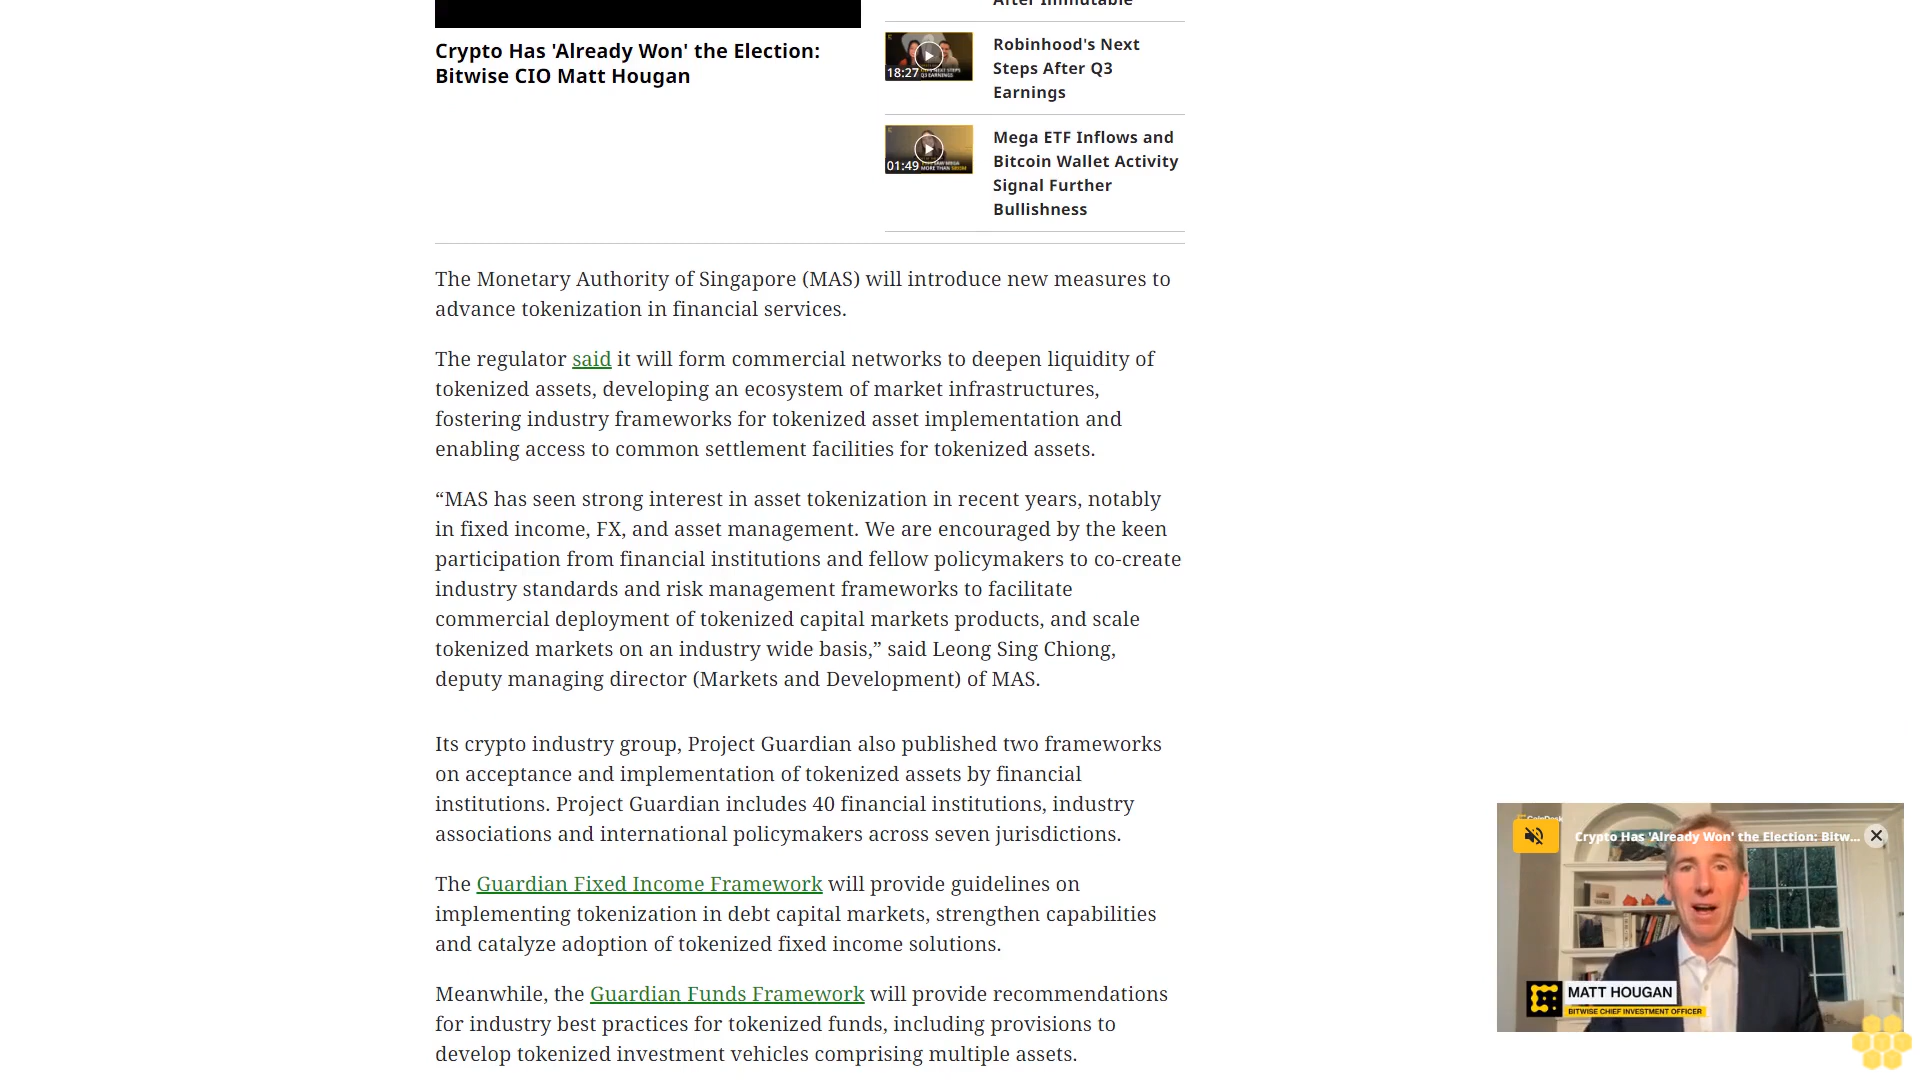 After Immutable
Crypto Has 'Already Won' the Election:
Bitwise CIO Matt Hougan
18:27
Robinhood's Next
Steps After Q3
Earnings
01:49
Mega ETF Inflows and
Bitcoin Wallet Activity
Signal Further
Bullishness
The Monetary Authority of Singapore (MAS) will introduce new measures to
advance tokenization in financial services.
The regulator said it will form commercial networks to deepen liquidity of
tokenized assets, developing an ecosystem of market infrastructures,
fostering industry frameworks for tokenized asset implementation and
enabling access to common settlement facilities for tokenized assets.
“MAS has seen strong interest in asset tokenization in recent years, notably
in fixed income, FX, and asset management. We are encouraged by the keen
participation from financial institutions and fellow policymakers to co-create
industry standards and risk management frameworks to facilitate
commercial deployment of tokenized capital markets products, and scale
tokenized markets on an industry wide basis,” said Leong Sing Chiong,
deputy managing director (Markets and Development) of MAS.
Its crypto industry group, Project Guardian also published two frameworks
on acceptance and implementation of tokenized assets by financial
institutions. Project Guardian includes 40 financial institutions, industry
associations and international policymakers across seven jurisdictions.
The Guardian Fixed Income Framework will provide guidelines on
implementing tokenization in debt capital markets, strengthen capabilities
and catalyze adoption of tokenized fixed income solutions.
Meanwhile, the Guardian Funds Framework will provide recommendations
for industry best practices for tokenized funds, including provisions to
develop tokenized investment vehicles comprising multiple assets.
Crypto Has 'Already Won' the Election: Bitw...
MATT HOUGAN
BITWISE CHIEF INVESTMENT OFFICER